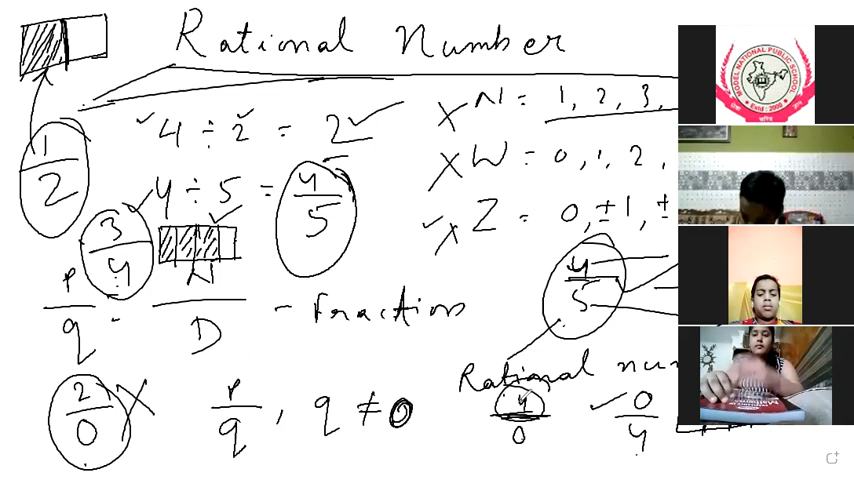 Rational Number
1/2
4 ÷ 2 = 2
4 ÷ 5 = 4/5
3/4
N = 1, 2, 3,
W = 0, 1, 2,
Z = 0, ±1, ±
p/q = N/D - Fraction
4/5
Rational nu
2/0
p/q, q ≠ 0
4/0
0/4
MODEL NATIONAL PUBLIC SCHOOL
Estd : 2000